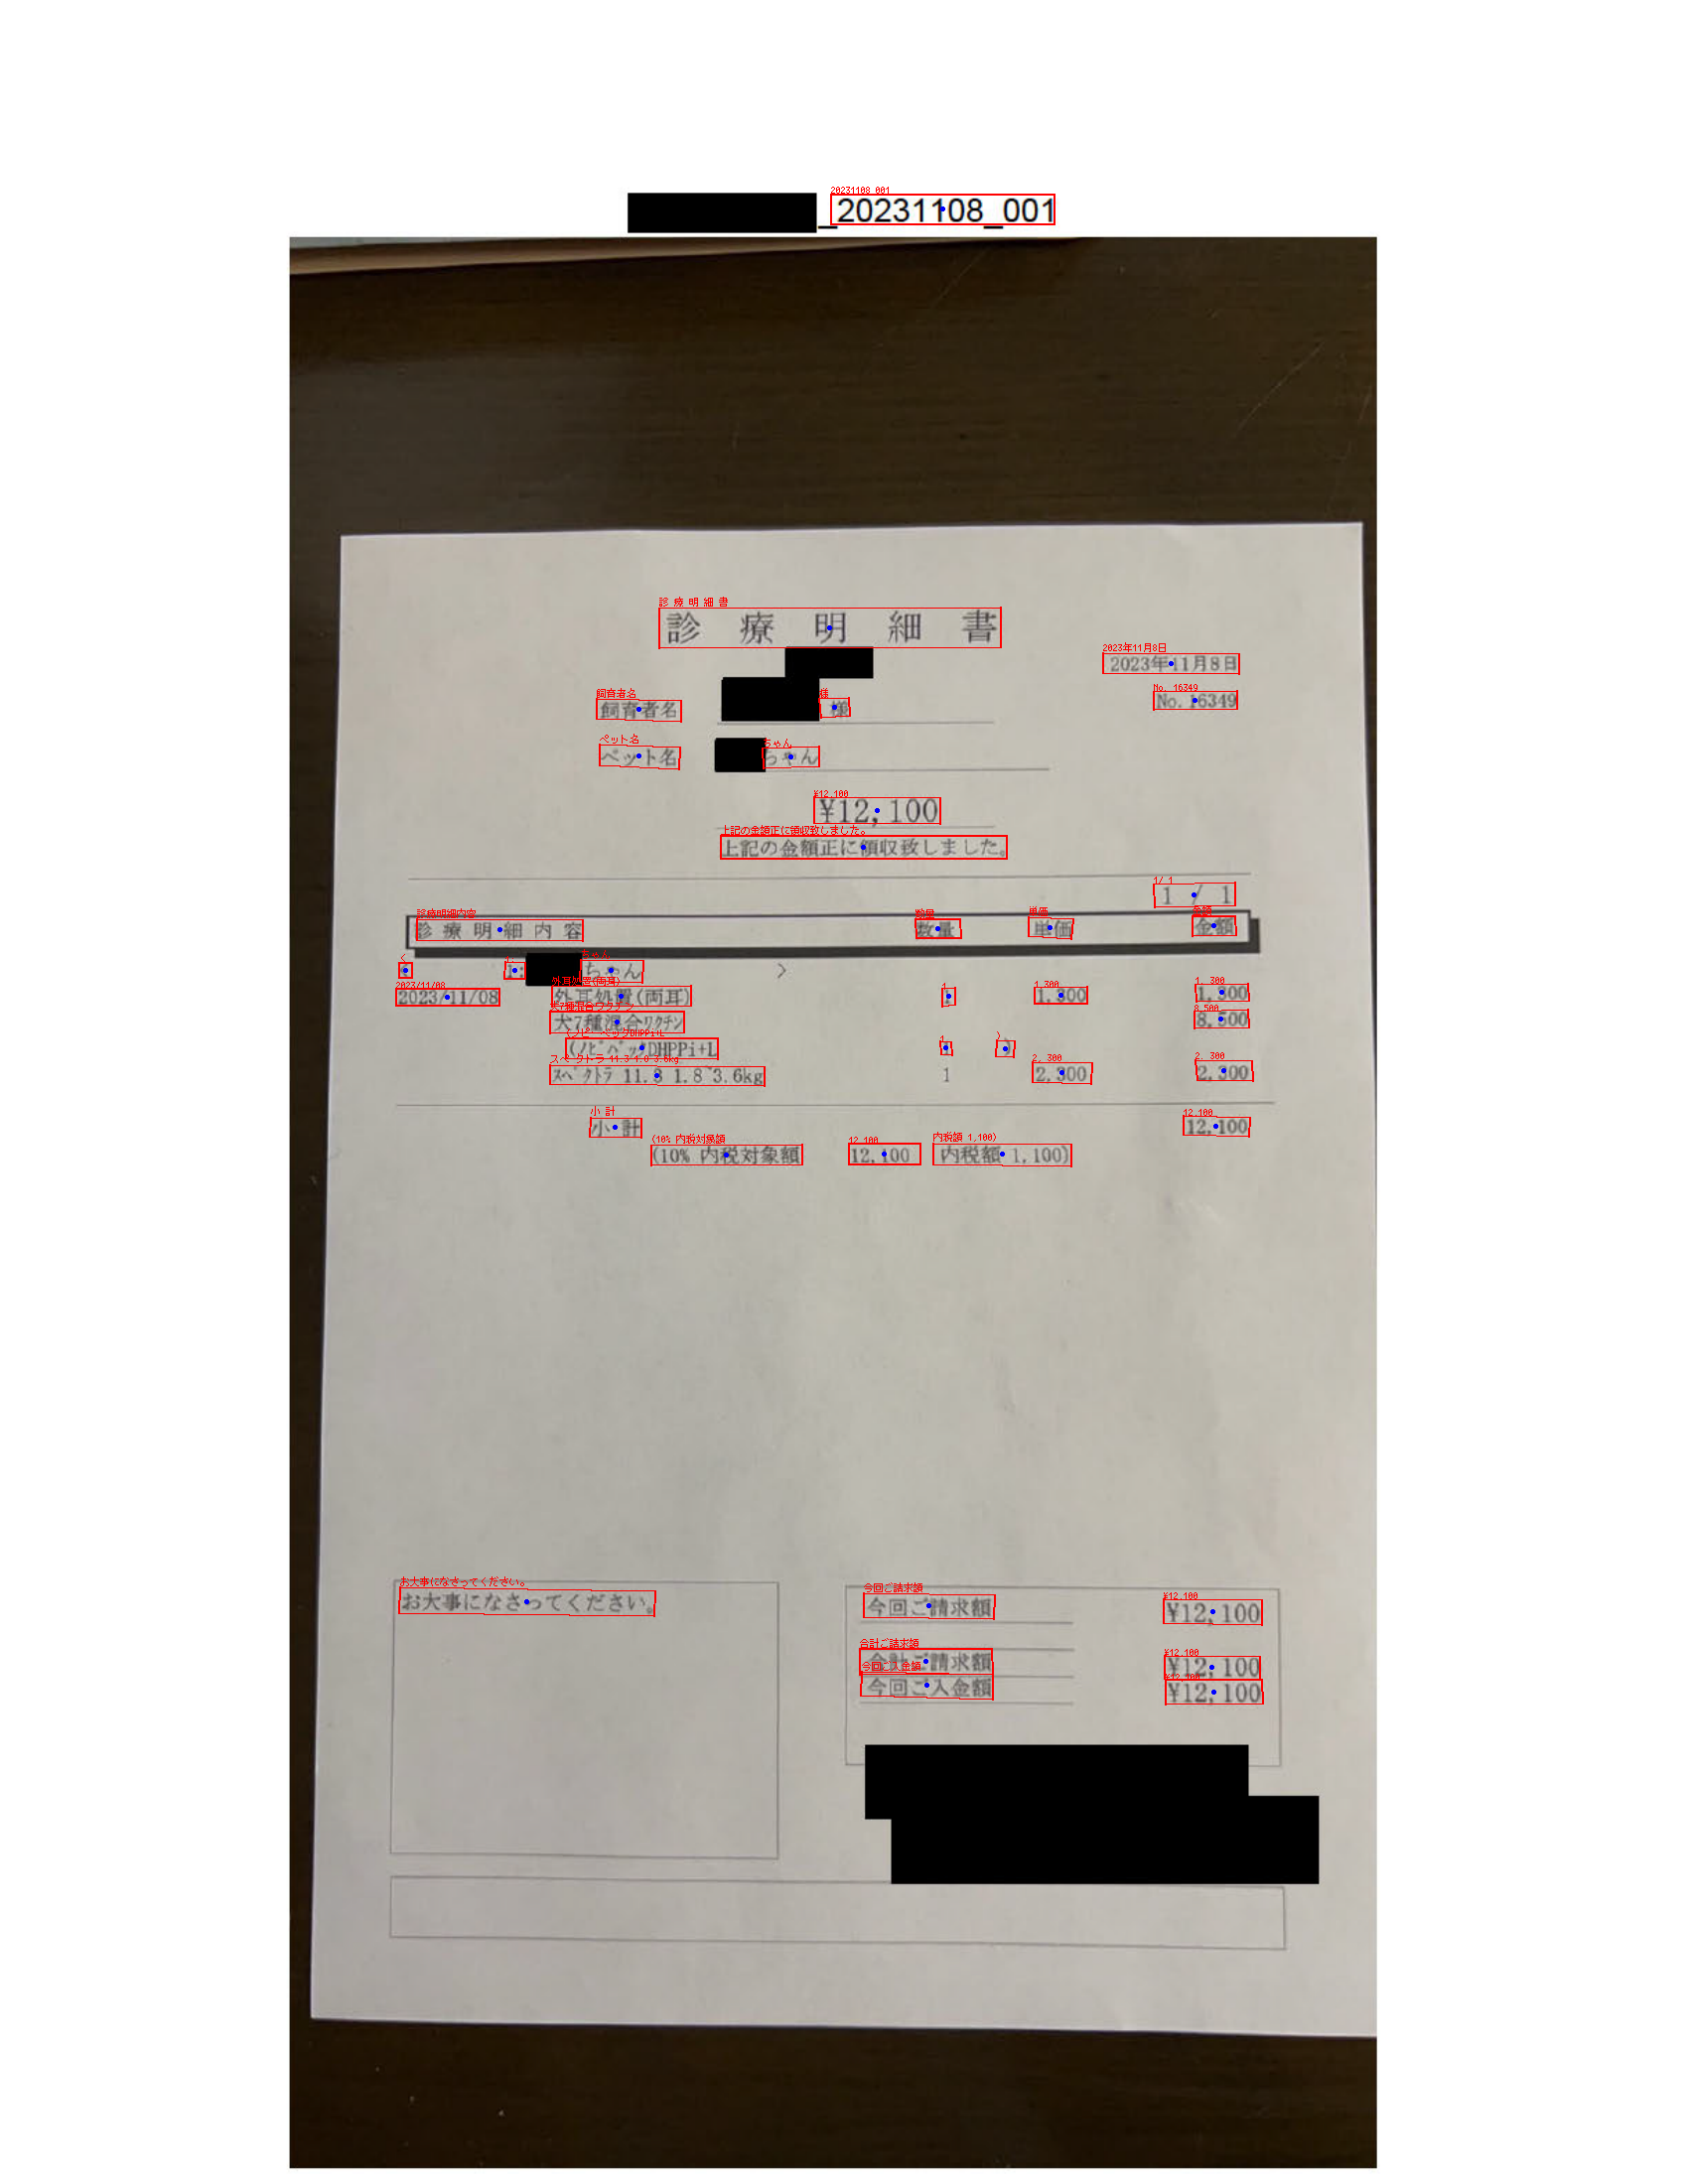 _20231108_001
診 療 明 細 書
2023年11月8日
飼育者名 様
No. 16349
ペット名 ちゃん
¥12,100
上記の金額正に領収致しました。
1 / 1
診 療 明 細 内 容 数量 単価 金額
< 1: ちゃん >
2023/11/08 外耳処置(両耳) 1 1,300 1,300
犬7種混合ワクチン 8,500
(ノビバックDHPPi+L 1 )
スペクトラ 11.3 1.8~3.6kg 1 2,300 2,300
小 計 12,100
(10% 内税対象額 12,100 内税額 1,100)
お大事になさってください。
今回ご請求額 ¥12,100
合計ご請求額 ¥12,100
今回ご入金額 ¥12,100